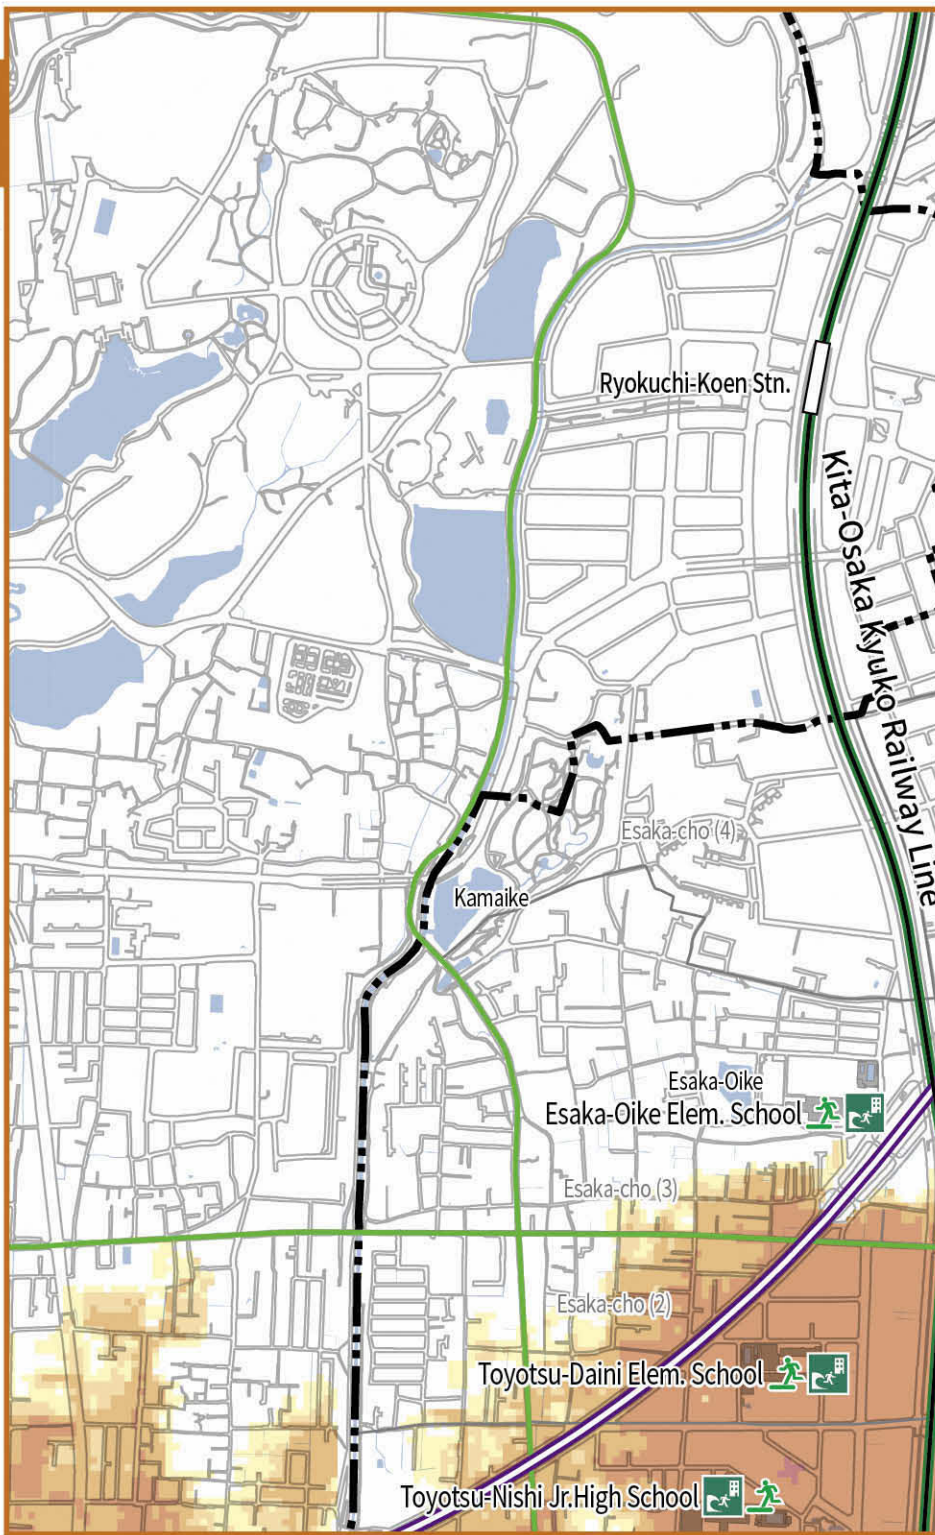 Ryokuchi-Koen Stn.
Kita-Osaka Kyuko Railway Line
Esaka-cho (4)
Kamaike
Esaka-Oike
Esaka-Oike Elem. School
Esaka-cho (3)
Esaka-cho (2)
Toyotsu-Daini Elem. School
Toyotsu-Nishi Jr.High School